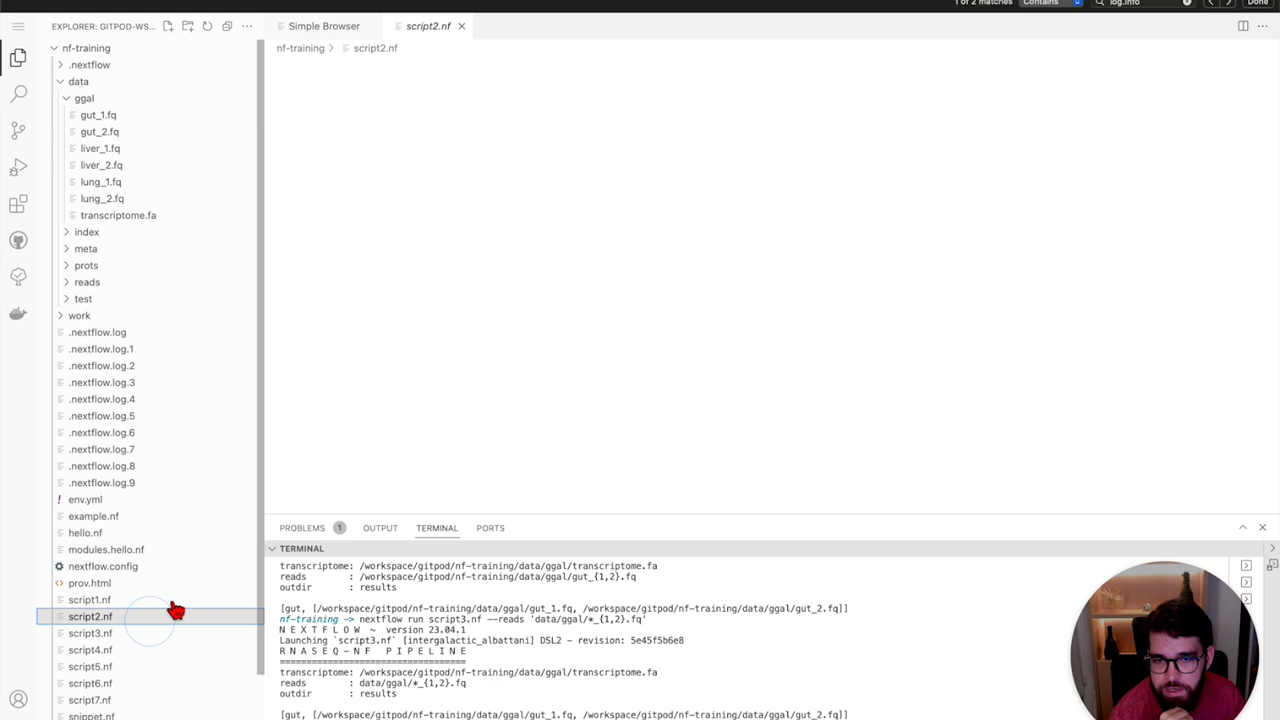 1 of 2 matches Contains log.info Done
EXPLORER: GITPOD-WS...
Simple Browser
script2.nf
nf-training
nf-training > script2.nf
.nextflow
data
ggal
gut_1.fq
gut_2.fq
liver_1.fq
liver_2.fq
lung_1.fq
lung_2.fq
transcriptome.fa
index
meta
prots
reads
test
work
.nextflow.log
.nextflow.log.1
.nextflow.log.2
.nextflow.log.3
.nextflow.log.4
.nextflow.log.5
.nextflow.log.6
.nextflow.log.7
.nextflow.log.8
.nextflow.log.9
env.yml
example.nf
hello.nf
modules.hello.nf
nextflow.config
prov.html
script1.nf
script2.nf
script3.nf
script4.nf
script5.nf
script6.nf
script7.nf
snippet.nf
PROBLEMS 1 OUTPUT TERMINAL PORTS
TERMINAL
transcriptome: /workspace/gitpod/nf-training/data/ggal/transcriptome.fa
reads : /workspace/gitpod/nf-training/data/ggal/gut_{1,2}.fq
outdir : results
[gut, [/workspace/gitpod/nf-training/data/ggal/gut_1.fq, /workspace/gitpod/nf-training/data/ggal/gut_2.fq]]
nf-training -> nextflow run script3.nf --reads 'data/ggal/*_{1,2}.fq'
N E X T F L O W ~ version 23.04.1
Launching `script3.nf` [intergalactic_albattani] DSL2 - revision: 5e45f5b6e8
R N A S E Q - N F P I P E L I N E
===================================
transcriptome: /workspace/gitpod/nf-training/data/ggal/transcriptome.fa
reads : data/ggal/*_{1,2}.fq
outdir : results
[gut, [/workspace/gitpod/nf-training/data/ggal/gut_1.fq, /workspace/gitpod/nf-training/data/ggal/gut_2.fq]]